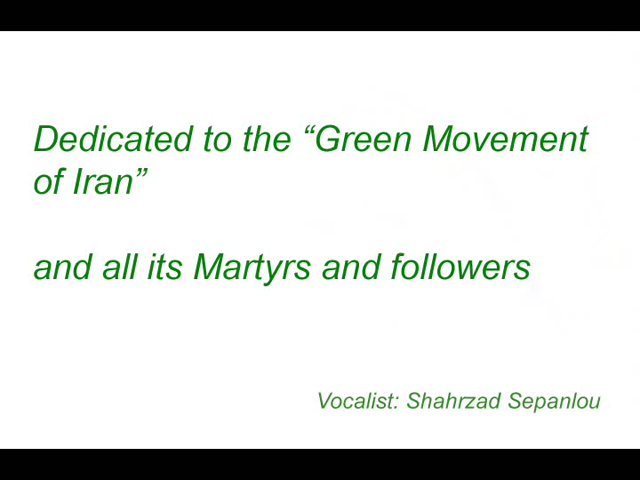 Dedicated to the “Green Movement
of Iran”
and all its Martyrs and followers
Vocalist: Shahrzad Sepanlou